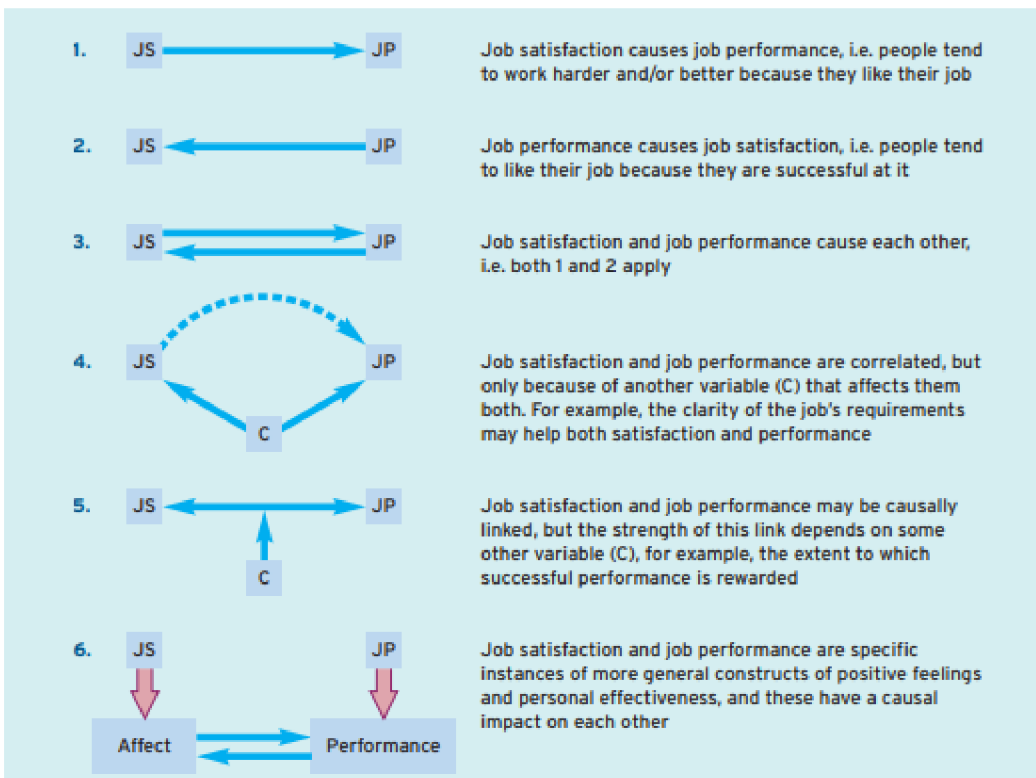 1. JS JP Job satisfaction causes job performance, i.e. people tend
to work harder and/or better because they like their job
2. JS JP Job performance causes job satisfaction, i.e. people tend
to like their job because they are successful at it
3. JS JP Job satisfaction and job performance cause each other,
i.e. both 1 and 2 apply
4. JS JP Job satisfaction and job performance are correlated, but
only because of another variable (C) that affects them
both. For example, the clarity of the job's requirements
C may help both satisfaction and performance
5. JS JP Job satisfaction and job performance may be causally
linked, but the strength of this link depends on some
other variable (C), for example, the extent to which
C successful performance is rewarded
6. JS JP Job satisfaction and job performance are specific
instances of more general constructs of positive feelings
and personal effectiveness, and these have a causal
impact on each other
Affect Performance